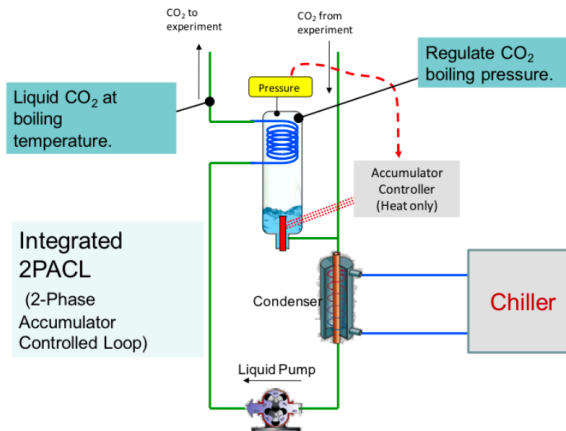 CO₂ to
experiment
CO₂ from
experiment
Regulate CO₂
boiling pressure.
Pressure
Liquid CO₂ at
boiling
temperature.
Accumulator
Controller
(Heat only)
Integrated
2PACL
(2-Phase
Accumulator
Controlled Loop)
Condenser
Chiller
Liquid Pump